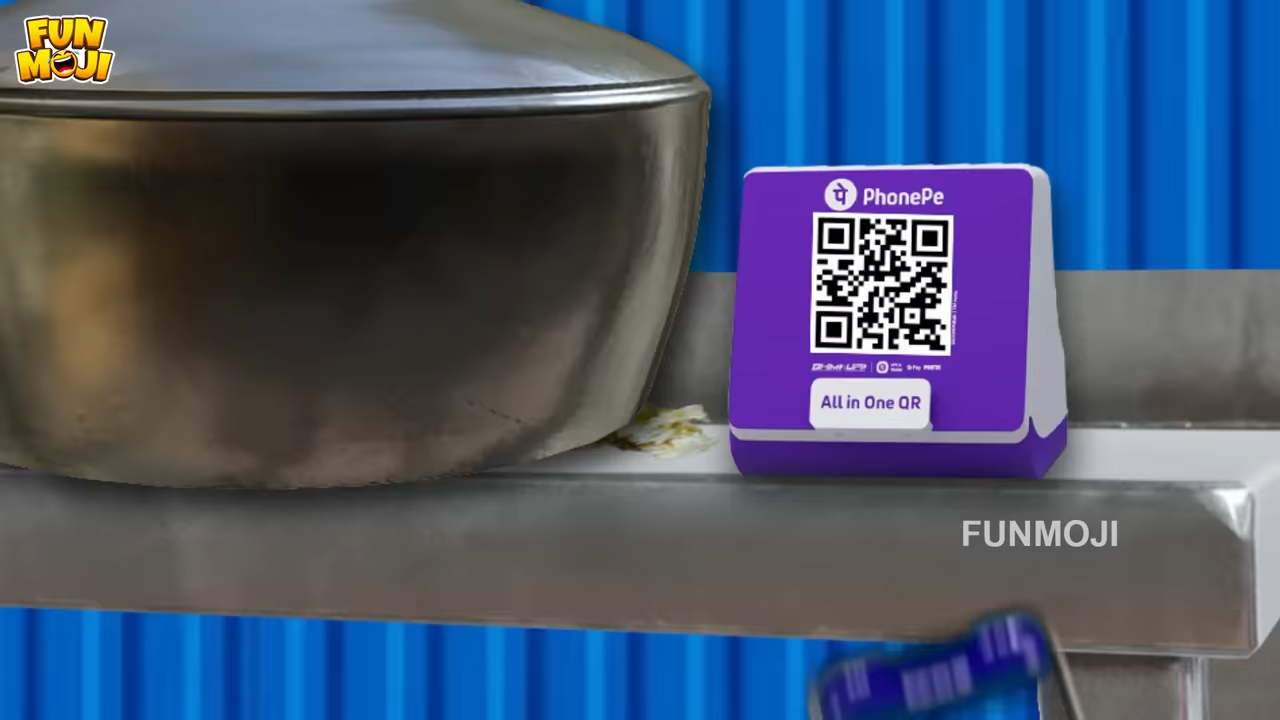 FUN
MOJI
पे PhonePe
All in One QR
FUNMOJI